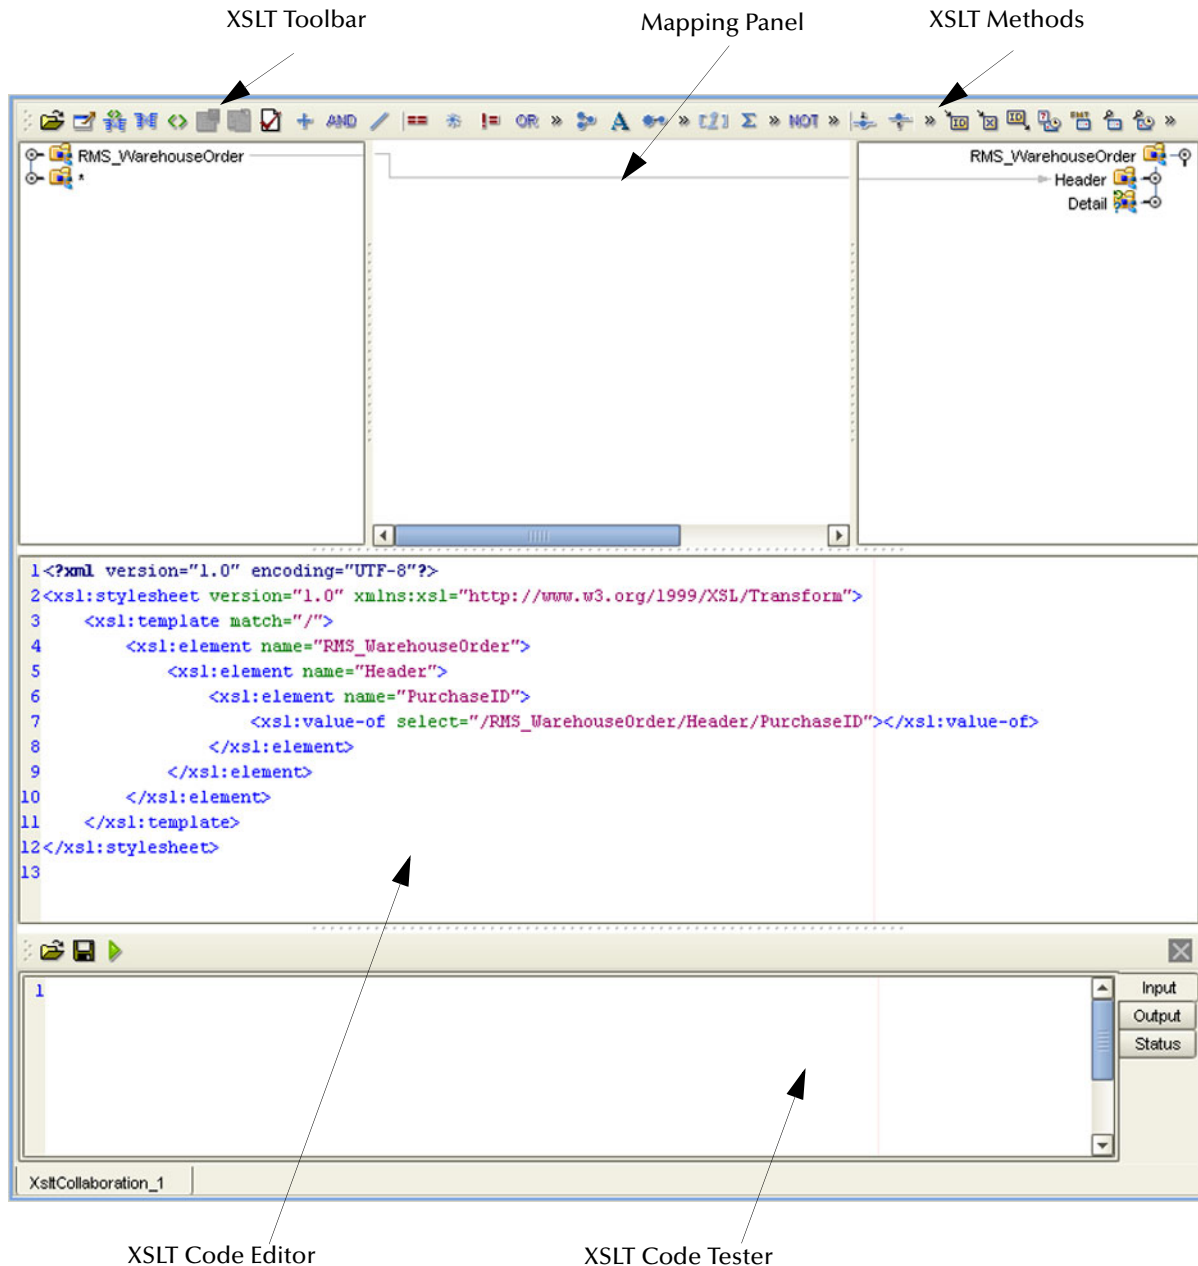 XSLT Toolbar
Mapping Panel
XSLT Methods
AND
==
!=
OR
»
A
»
Σ
»
NOT
»
»
ID
ID
»
RMS_WarehouseOrder
*
RMS_WarehouseOrder
Header
Detail
1<?xml version="1.0" encoding="UTF-8"?>
2<xsl:stylesheet version="1.0" xmlns:xsl="http://www.w3.org/1999/XSL/Transform">
3    <xsl:template match="/">
4        <xsl:element name="RMS_WarehouseOrder">
5            <xsl:element name="Header">
6                <xsl:element name="PurchaseID">
7                    <xsl:value-of select="/RMS_WarehouseOrder/Header/PurchaseID"></xsl:value-of>
8                </xsl:element>
9            </xsl:element>
10        </xsl:element>
11    </xsl:template>
12</xsl:stylesheet>
13
1
Input
Output
Status
XsltCollaboration_1
XSLT Code Editor
XSLT Code Tester